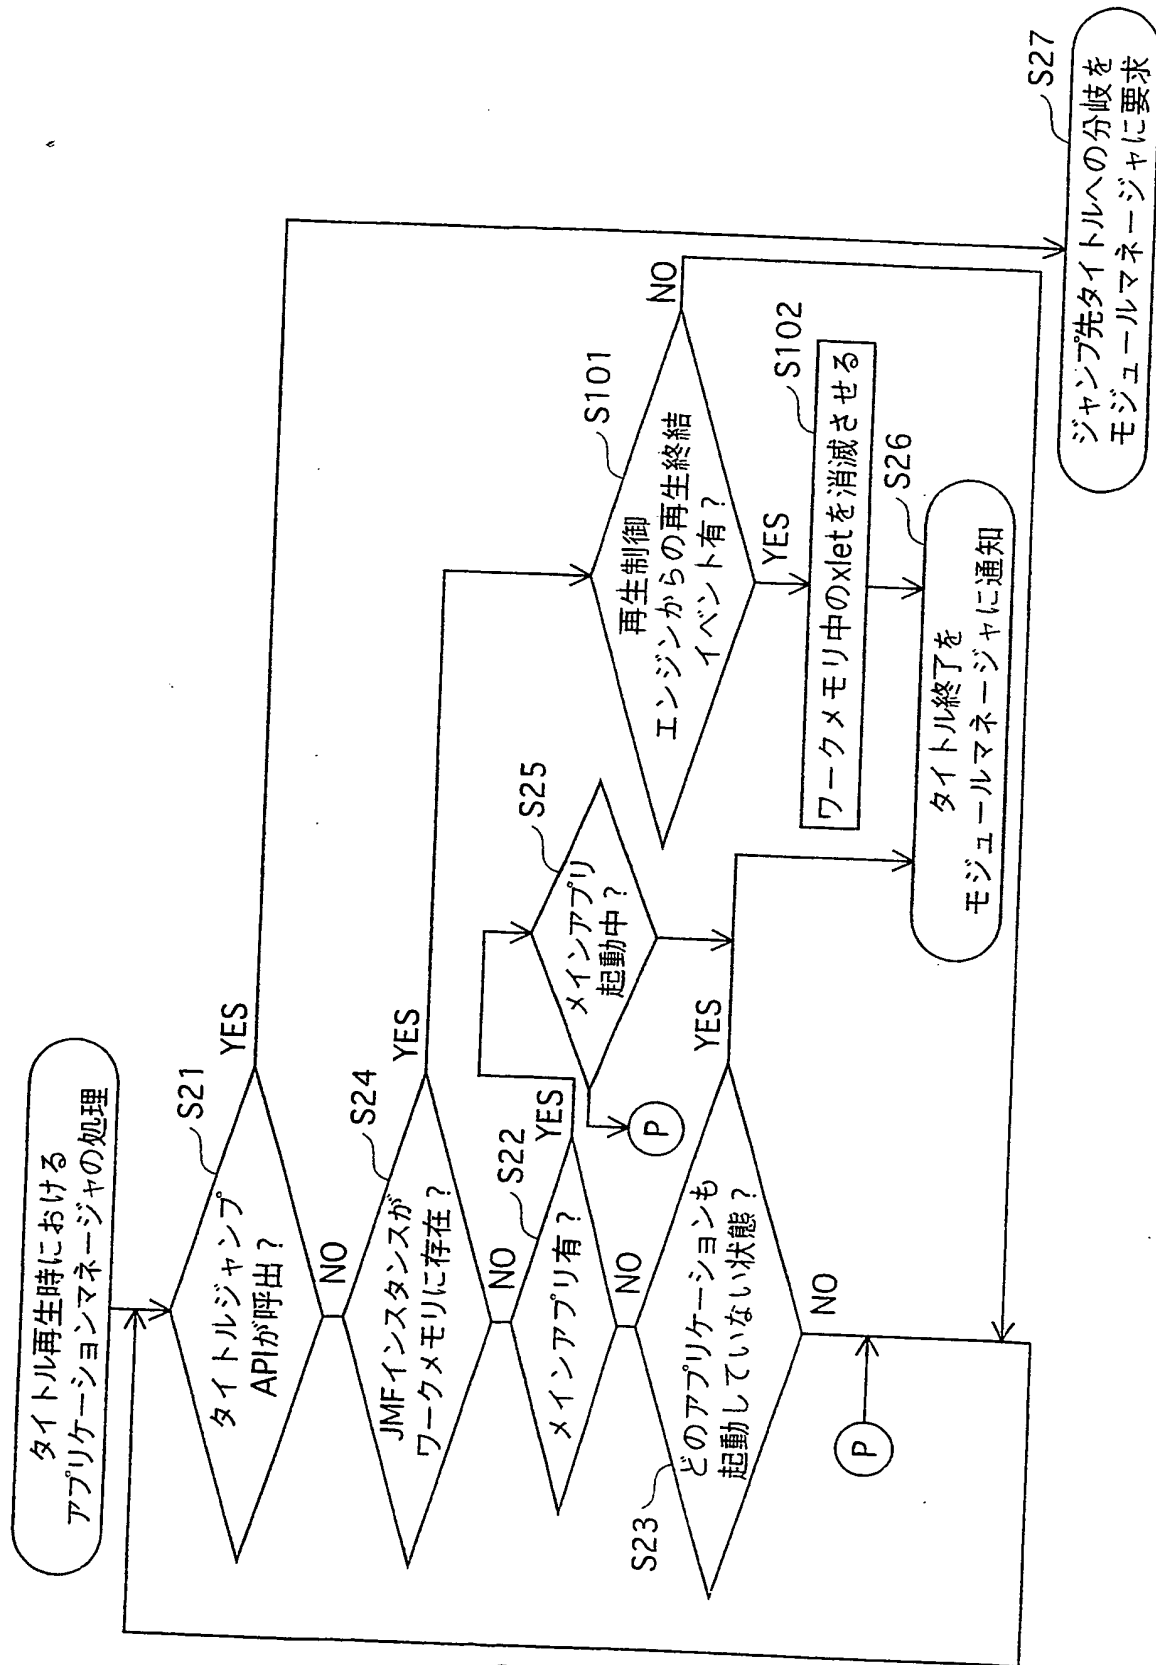 タイトル再生時における
アプリケーションマネージャの処理
S21
タイトルジャンプ
APIが呼出？
YES
NO
S24
JMFインスタンスが
ワークメモリに存在？
YES
NO
S22
メインアプリ有？
YES
NO
S25
メインアプリ
起動中？
P
S23
どのアプリケーションも
起動していない状態？
YES
NO
P
S101
再生制御
エンジンからの再生終結
イベント有？
NO
YES
S102
ワークメモリ中のxletを消滅させる
S26
タイトル終了を
モジュールマネージャに通知
S27
ジャンプ先タイトルへの分岐を
モジュールマネージャに要求